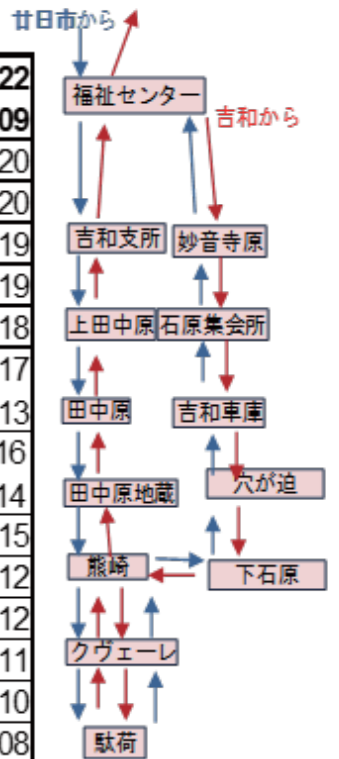 廿日市から
22
福祉センター
09
吉和から
20
20
19
吉和支所 妙音寺原
19
18
上田中原 石原集会所
17
13
田中原 吉和車庫
16
穴が迫
14
田中原地蔵
15
熊崎
12
下石原
12
11
クヴェーレ
10
08
駄荷